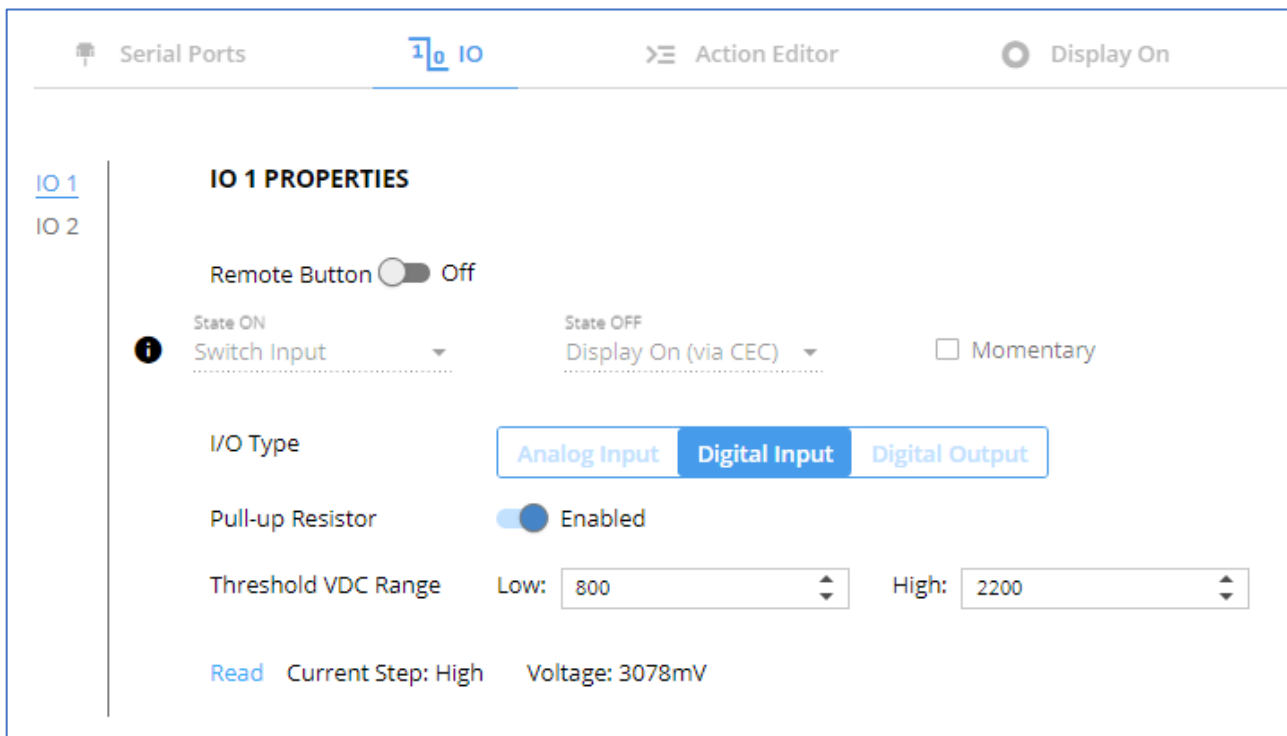 Serial Ports 1 0 IO Action Editor Display On
IO 1 IO 1 PROPERTIES
IO 2
Remote Button Off
State ON State OFF
i Switch Input Display On (via CEC) Momentary
I/O Type Analog Input Digital Input Digital Output
Pull-up Resistor Enabled
Threshold VDC Range Low: 800 High: 2200
Read Current Step: High Voltage: 3078mV